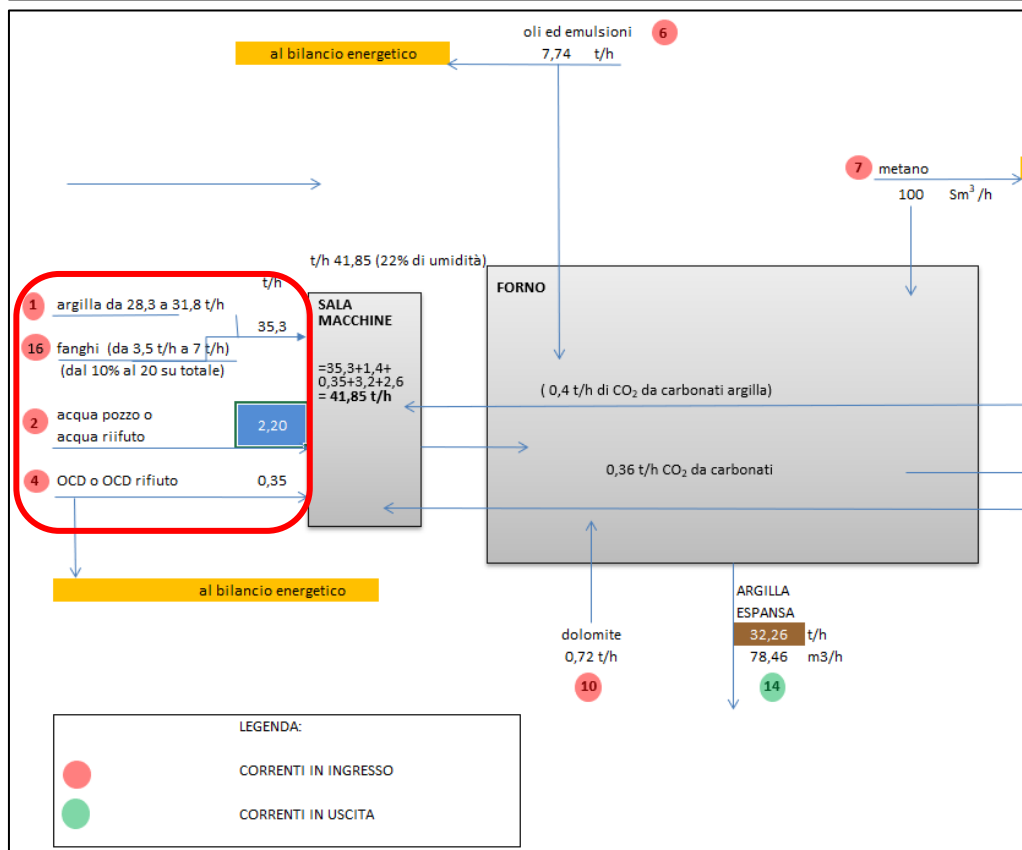 oli ed emulsioni 6
al bilancio energetico 7,74 t/h
7 metano
100 Sm³/h
t/h 41,85 (22% di umidità)
t/h
1 argilla da 28,3 a 31,8 t/h
35,3
16 fanghi (da 3,5 t/h a 7 t/h)
(dal 10% al 20 su totale)
2 acqua pozzo o
acqua riifuto
2,20
4 OCD o OCD rifiuto 0,35
SALA
MACCHINE
=35,3+1,4+
0,35+3,2+2,6
= 41,85 t/h
FORNO
( 0,4 t/h di CO₂ da carbonati argilla)
0,36 t/h CO₂ da carbonati
al bilancio energetico
dolomite
0,72 t/h
10
ARGILLA
ESPANSA
32,26 t/h
78,46 m3/h
14
LEGENDA:
CORRENTI IN INGRESSO
CORRENTI IN USCITA